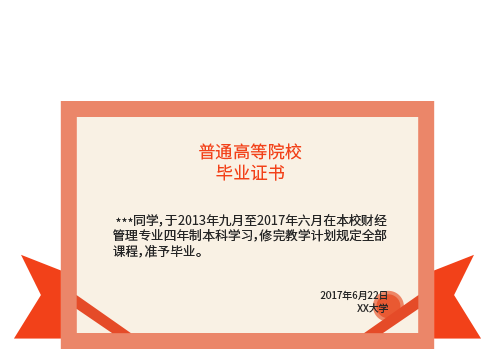 普通高等院校
毕业证书
***同学,于2013年九月至2017年六月在本校财经
管理专业四年制本科学习,修完教学计划规定全部
课程,准予毕业。
2017年6月22日
XX大学